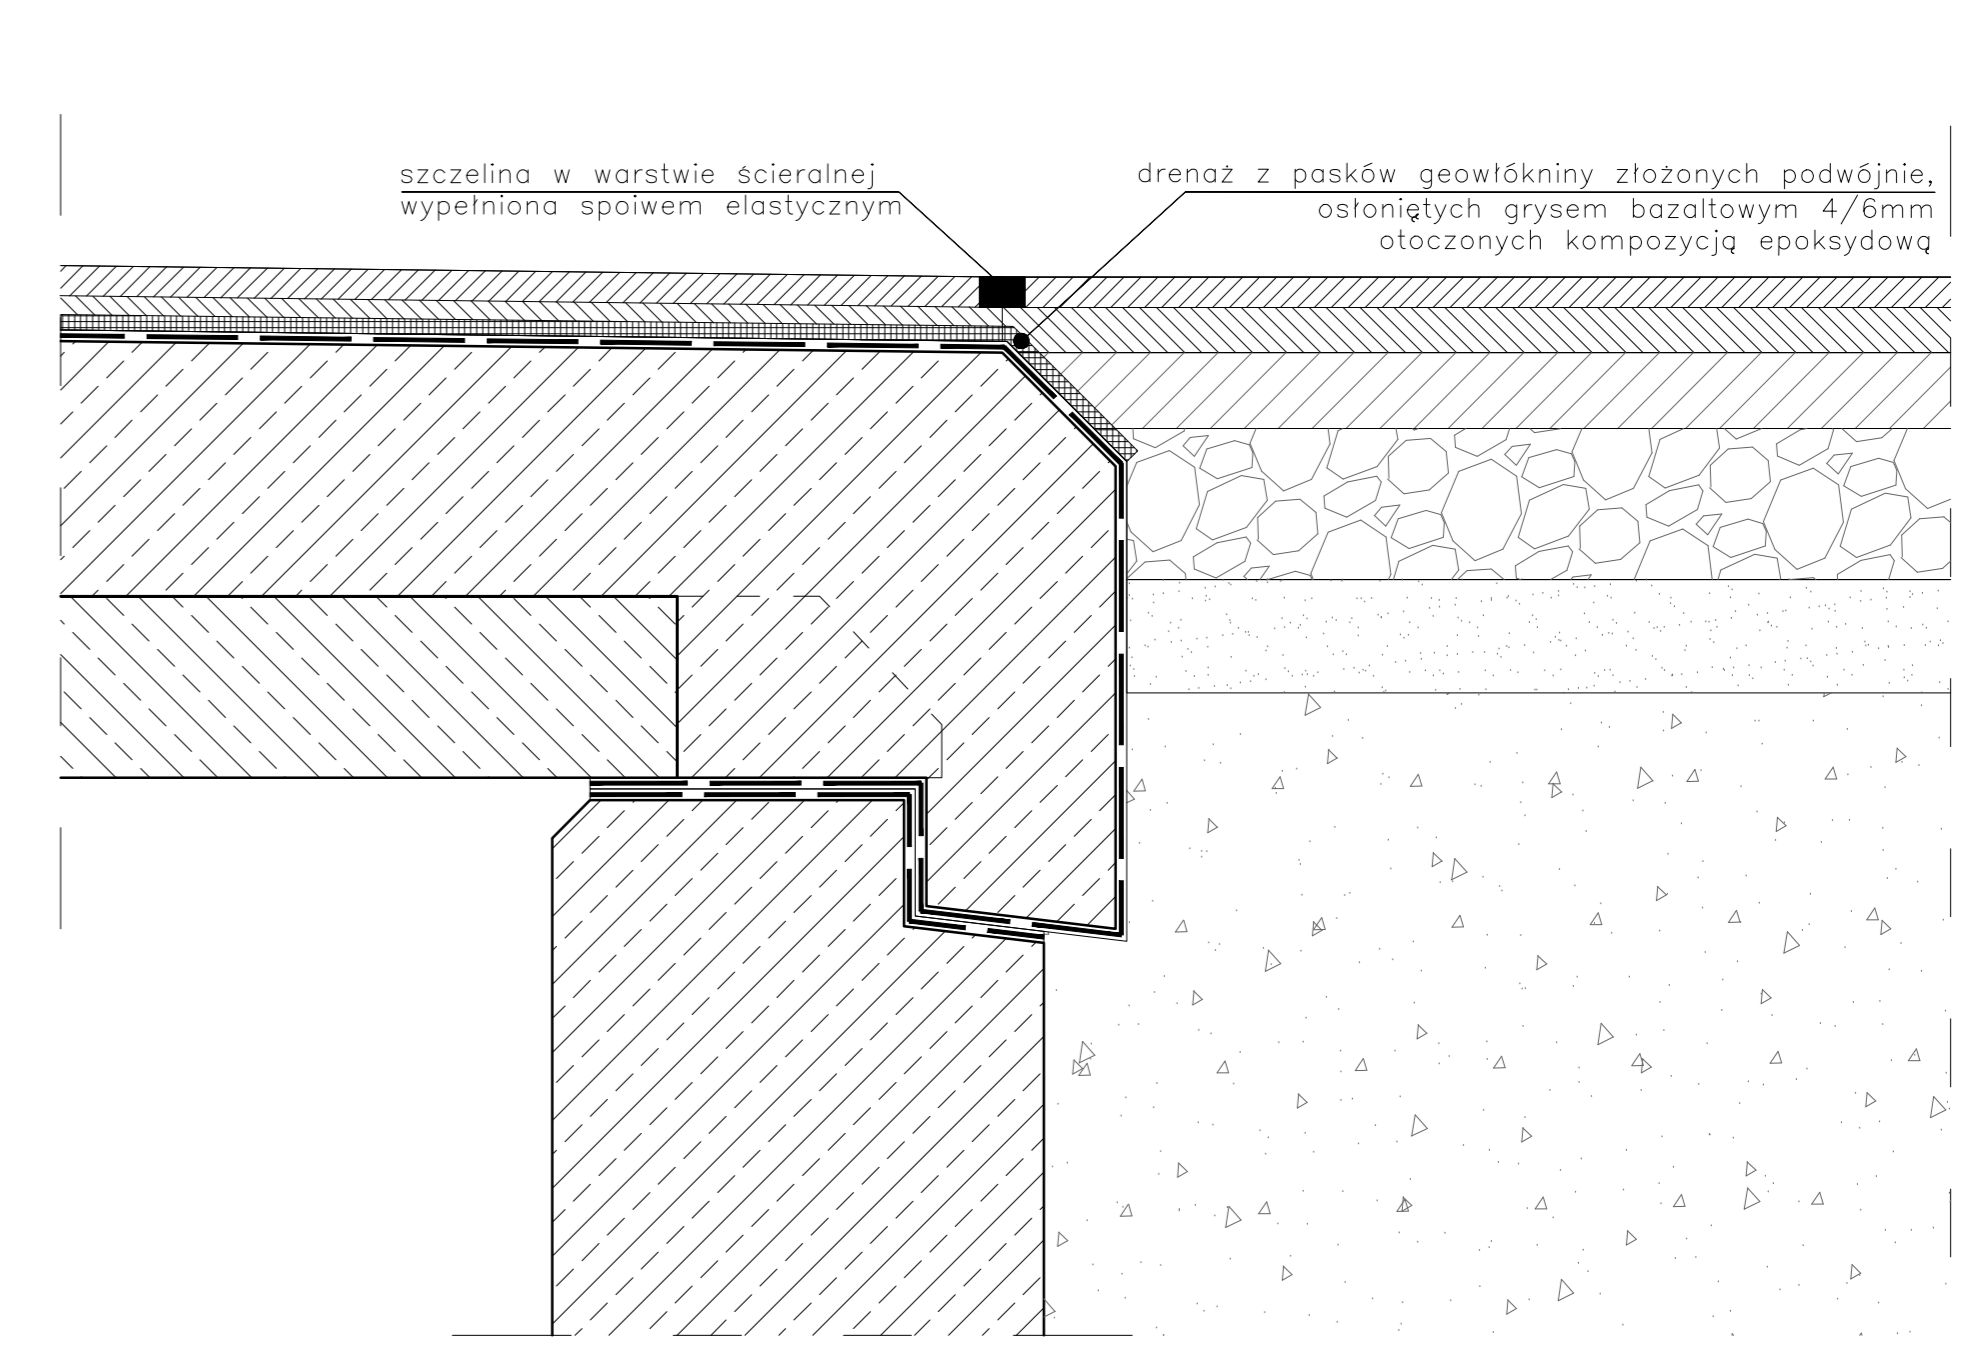 szczelina w warstwie ścieralnej
wypełniona spoiwem elastycznym
drenaż z pasków geowłókniny złożonych podwójnie,
osłoniętych grysem bazaltowym 4/6mm
otoczonych kompozycją epoksydową